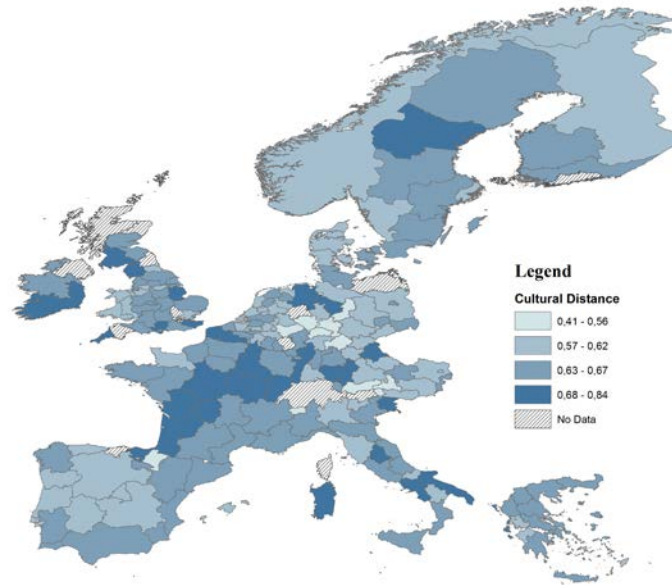 Legend
Cultural Distance
0,41 - 0,56
0,57 - 0,62
0,63 - 0,67
0,68 - 0,84
No Data